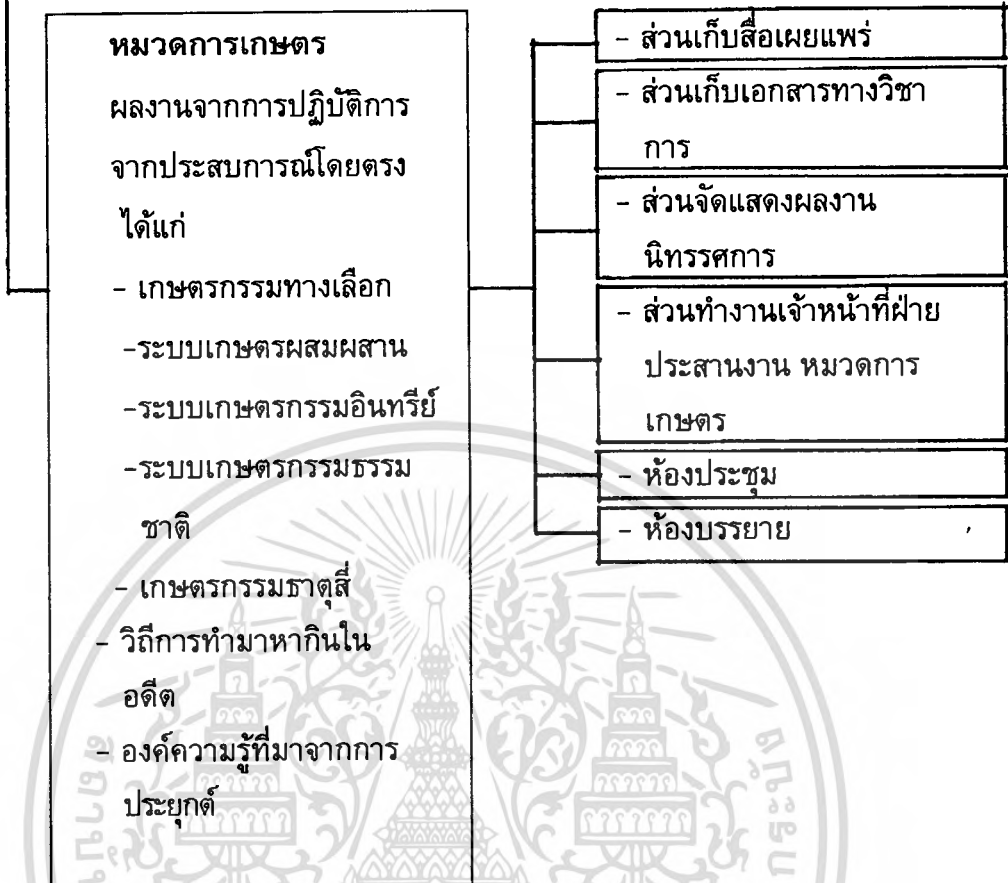 หมวดการเกษตร
ผลงานจากการปฏิบัติการ
จากประสบการณ์โดยตรง
ได้แก่
- เกษตรกรรมทางเลือก
-ระบบเกษตรผสมผสาน
-ระบบเกษตรกรรมอินทรีย์
-ระบบเกษตรกรรมธรรม
ชาติ
- เกษตรกรรมธาตุสี่
- วิถีการทำมาหากินใน
อดีต
- องค์ความรู้ที่มาจากการ
ประยุกต์
- ส่วนเก็บสื่อเผยแพร่
- ส่วนเก็บเอกสารทางวิชา
การ
- ส่วนจัดแสดงผลงาน
นิทรรศการ
- ส่วนทำงานเจ้าหน้าที่ฝ่าย
ประสานงาน หมวดการ
เกษตร
- ห้องประชุม
- ห้องบรรยาย